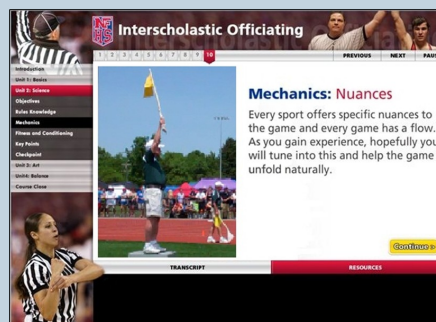 NFHS
Interscholastic Officiating
1 2 3 4 5 6 7 8 9 10
PREVIOUS NEXT PAUS
Introduction
Unit 1: Basics
Unit 2: Science
Objectives
Rules Knowledge
Mechanics
Fitness and Conditioning
Key Points
Checkpoint
Unit 3: Art
Unit4: Balance
Course Close
Mechanics: Nuances
Every sport offers specific nuances to
the game and every game has a flow.
As you gain experience, hopefully you
will tune into this and help the game
unfold naturally.
Continue »
TRANSCRIPT RESOURCES